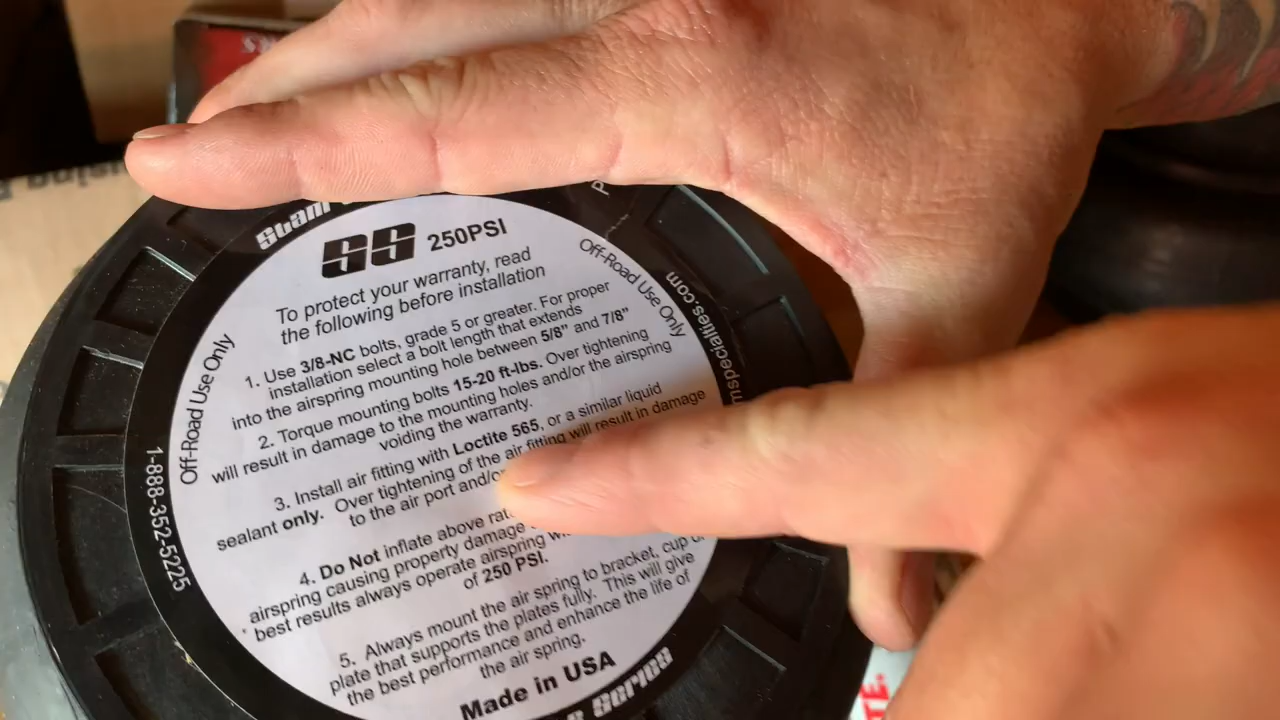 SS 250PSI
To protect your warranty, read
the following before installation
1. Use 3/8-NC bolts, grade 5 or greater. For proper
installation select a bolt length that extends
into the airspring mounting hole between 5/8" and 7/8"
2. Torque mounting bolts 15-20 ft-lbs. Over tightening
will result in damage to the mounting holes and/or the airspring
voiding the warranty.
3. Install air fitting with Loctite 565, or a similar liquid
sealant only. Over tightening of the air fitting will result in damage
to the air port and/or
4. Do Not inflate above
airspring causing property damage
best results always operate airspring
of 250 PSI.
5. Always mount the air spring to bracket, cup
plate that supports the plates fully. This will give
the best performance and enhance the life of
the air spring.
Made in USA
Off-Road Use Only
Off-Road Use Only
1-888-352-5225
specialties.com
Series
using